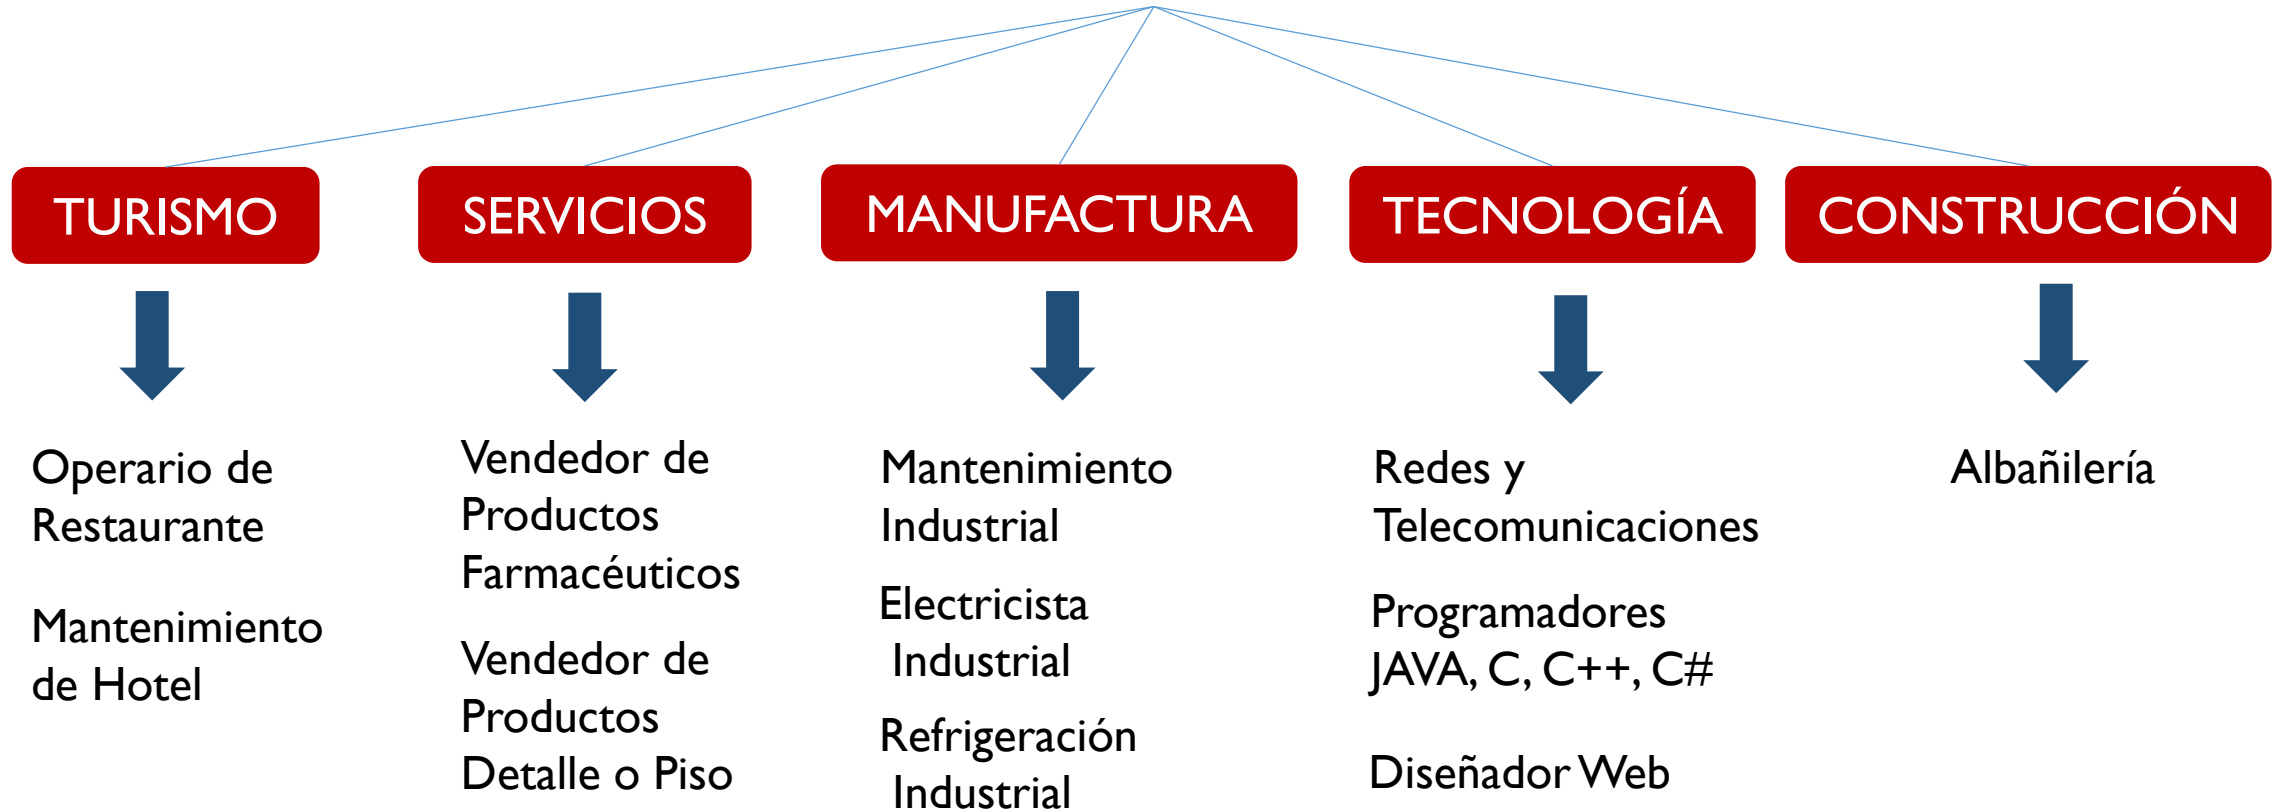 TURISMO
SERVICIOS
MANUFACTURA
TECNOLOGÍA
CONSTRUCCIÓN
Operario de
Restaurante
Mantenimiento
de Hotel
Vendedor de
Productos
Farmacéuticos
Vendedor de
Productos
Detalle o Piso
Mantenimiento
Industrial
Electricista
Industrial
Refrigeración
Industrial
Redes y
Telecomunicaciones
Programadores
JAVA, C, C++, C#
Diseñador Web
Albañilería